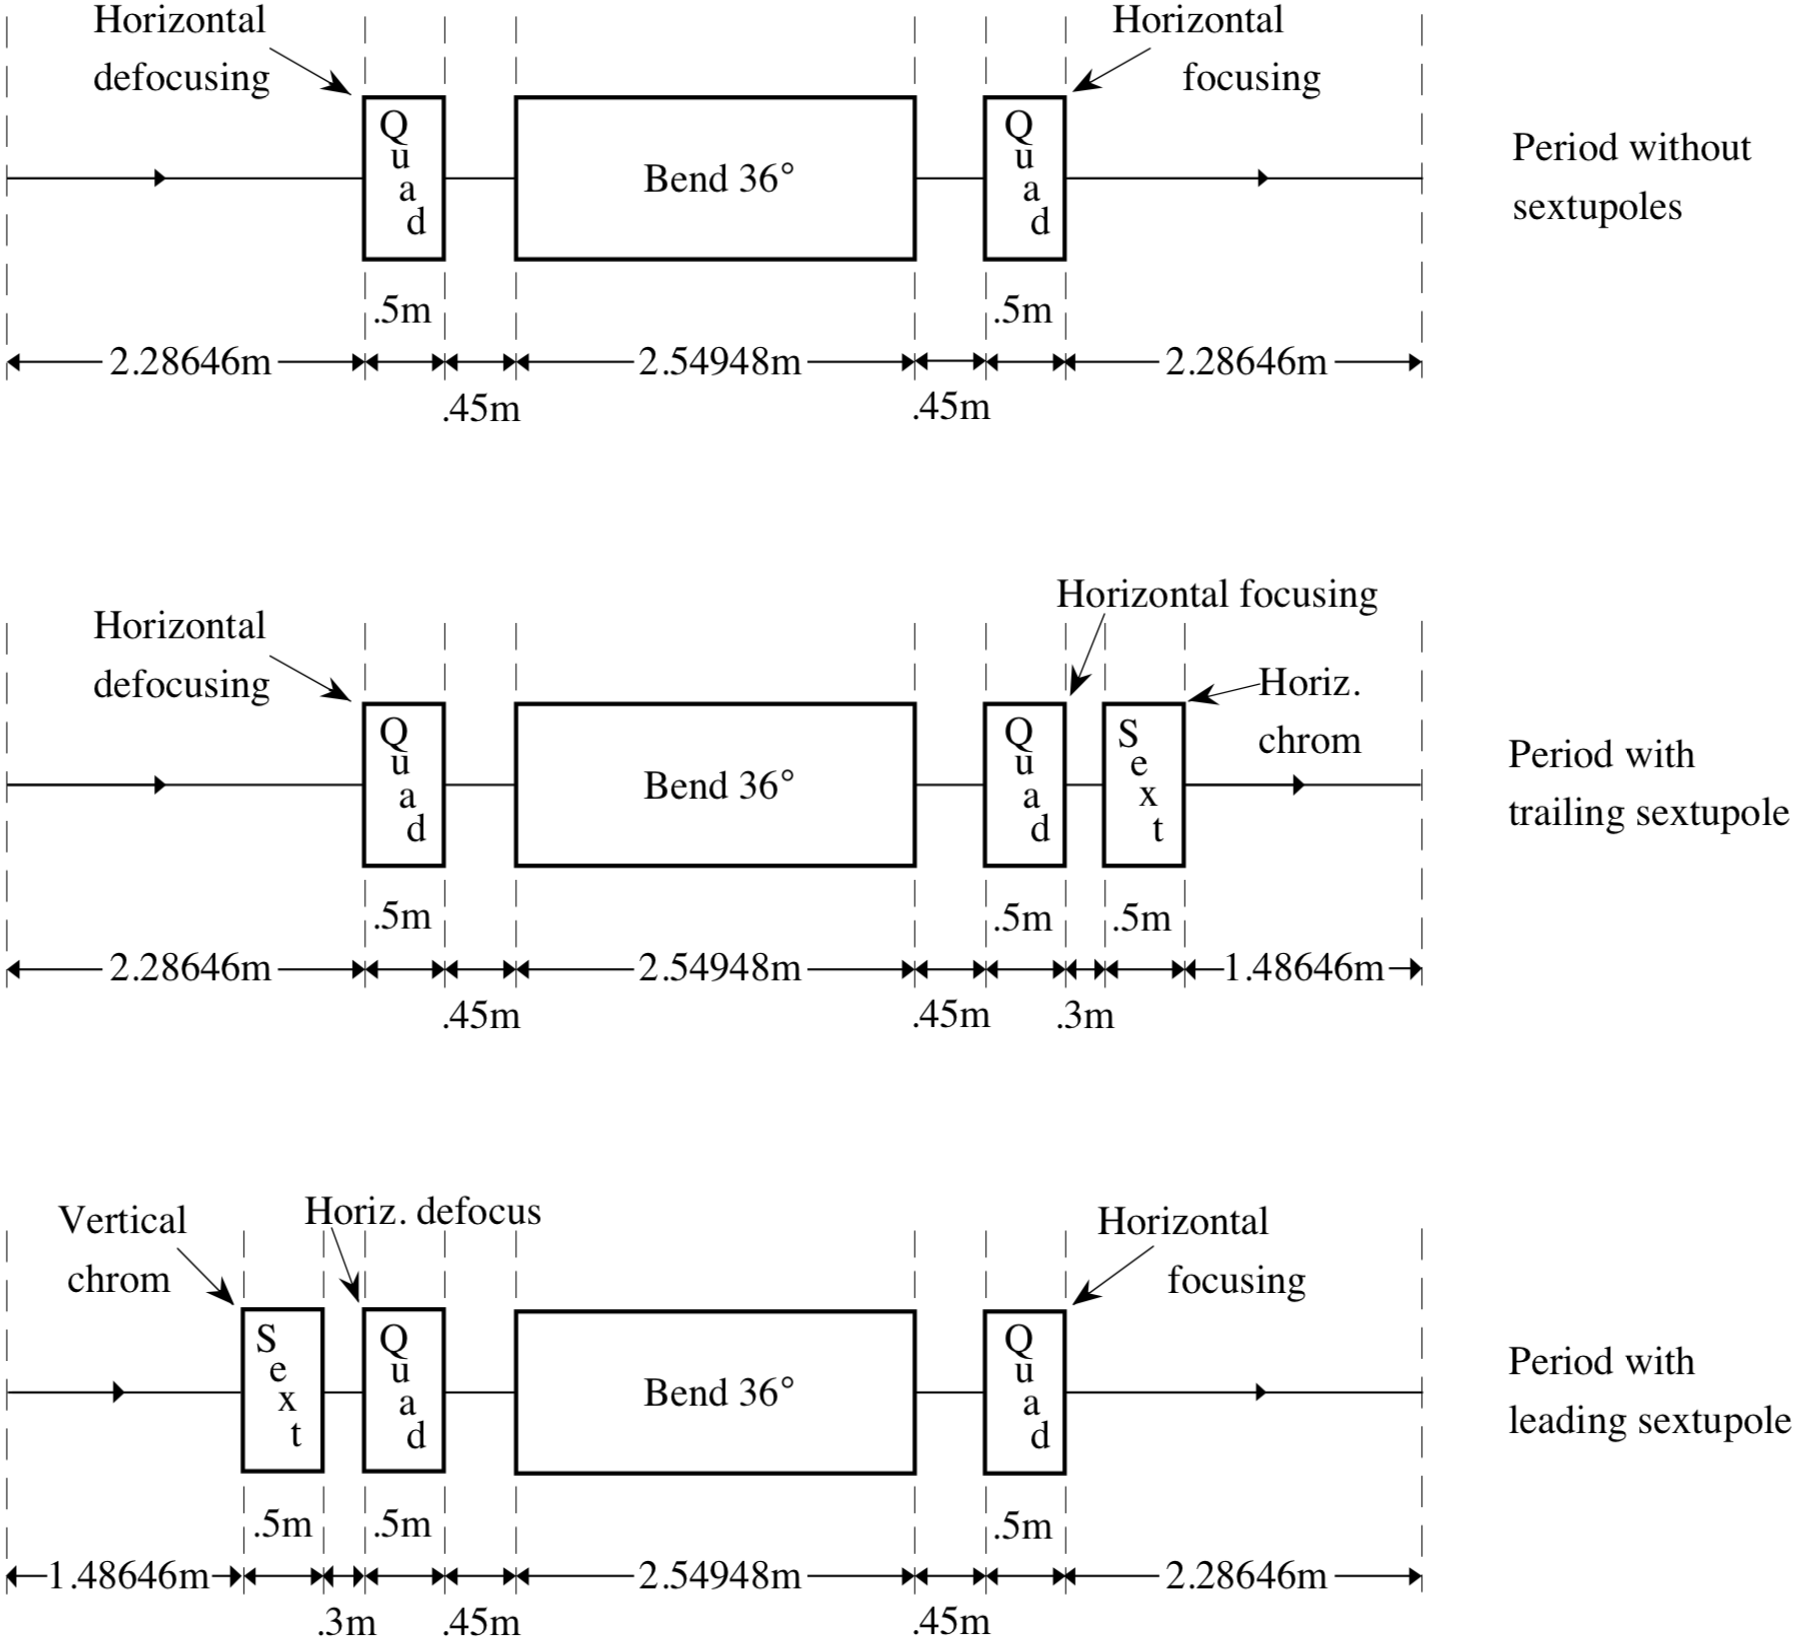 Horizontal
defocusing
Horizontal
focusing
Quad
Bend 36°
Quad
Period without
sextupoles
.5m
.5m
2.28646m
2.54948m
2.28646m
.45m
.45m
Horizontal focusing
Horizontal
defocusing
Horiz.
chrom
Quad
Bend 36°
Quad
Sext
Period with
trailing sextupole
.5m
.5m
.5m
2.28646m
2.54948m
1.48646m
.45m
.45m
.3m
Vertical
chrom
Horiz. defocus
Horizontal
focusing
Sext
Quad
Bend 36°
Quad
Period with
leading sextupole
.5m
.5m
.5m
1.48646m
2.54948m
2.28646m
.3m
.45m
.45m